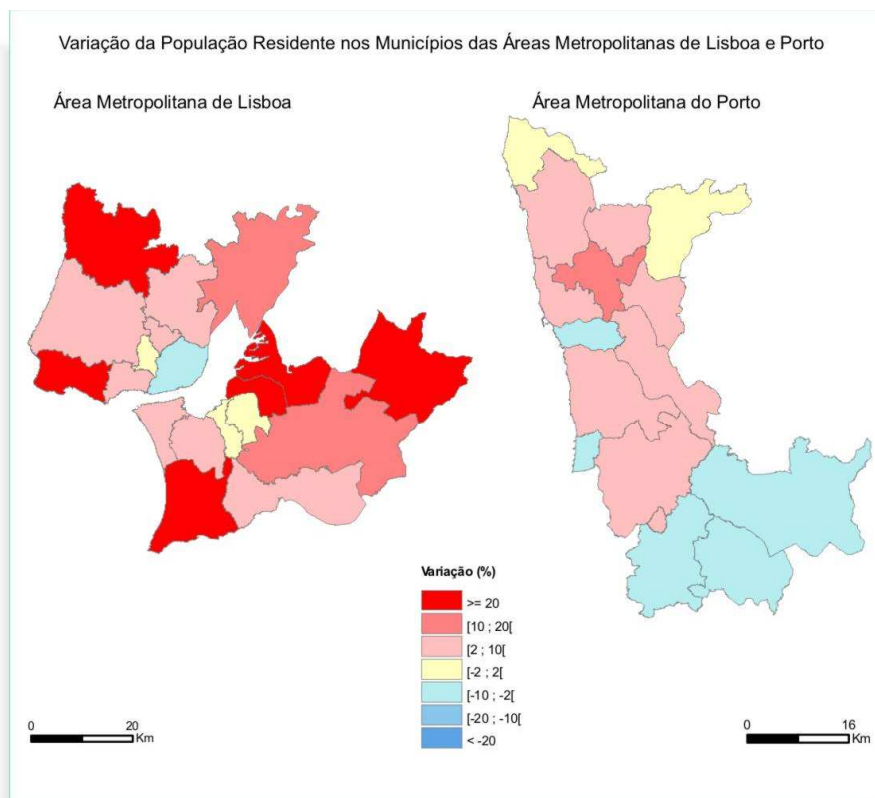 Variação da População Residente nos Municípios das Áreas Metropolitanas de Lisboa e Porto
Área Metropolitana de Lisboa
Área Metropolitana do Porto
Variação (%)
>= 20
[10 ; 20[
[2 ; 10[
[-2 ; 2[
[-10 ; -2[
[-20 ; -10[
< -20
0 20
Km
0 16
Km